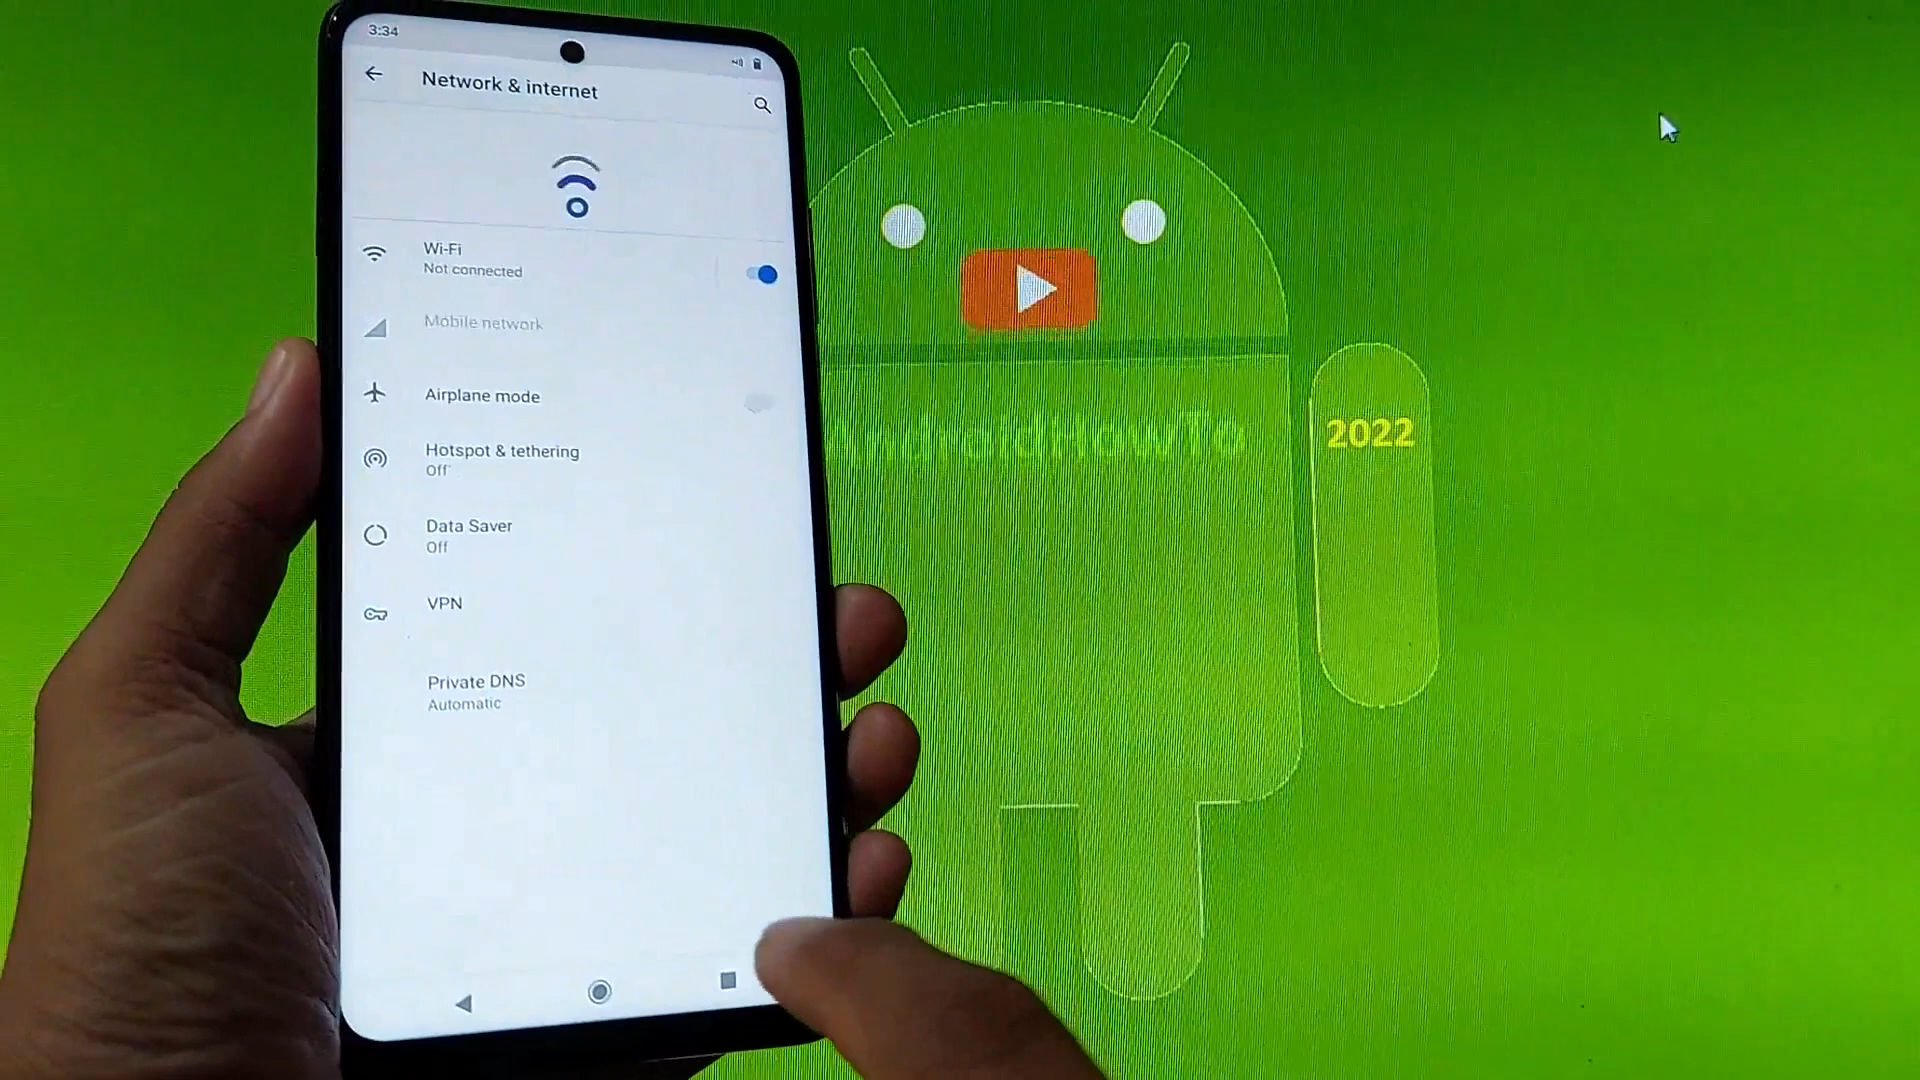 3:34
Network & internet
Wi-Fi
Not connected
Mobile network
Airplane mode
Hotspot & tethering
Off
Data Saver
Off
VPN
Private DNS
Automatic
AndroidHowTo
2022